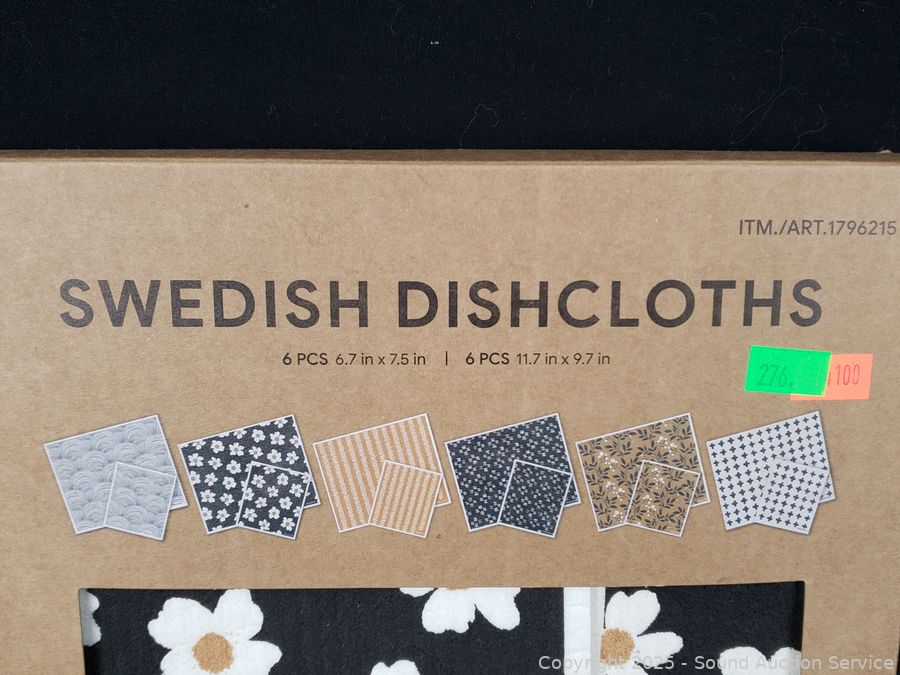 ITM./ART.1796215
SWEDISH DISHCLOTHS
6 PCS 6.7 in x 7.5 in | 6 PCS 11.7 in x 9.7 in
276.
100
Copyright 2025 - Sound Auction Service